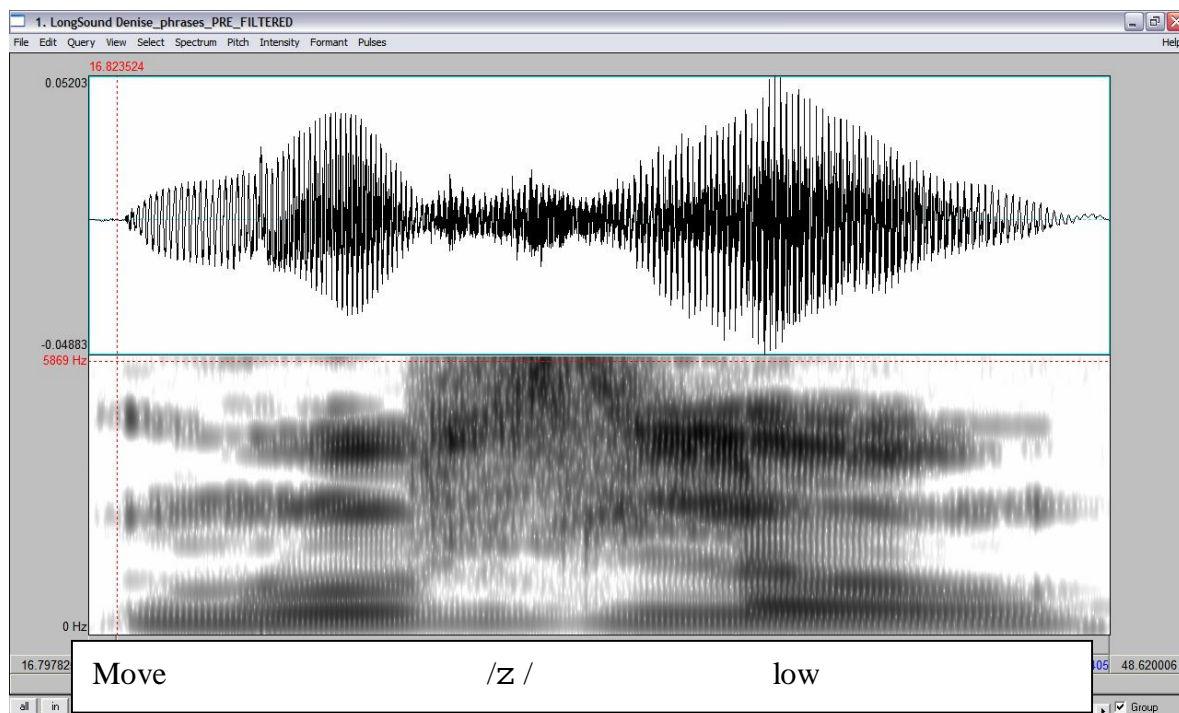 1. LongSound Denise_phrases_PRE_FILTERED
File Edit Query View Select Spectrum Pitch Intensity Formant Pulses Help
16.823524
0.05203
-0.04883
5869 Hz
0 Hz
16.79782 405 48.620006
Move /z / low
all in Group